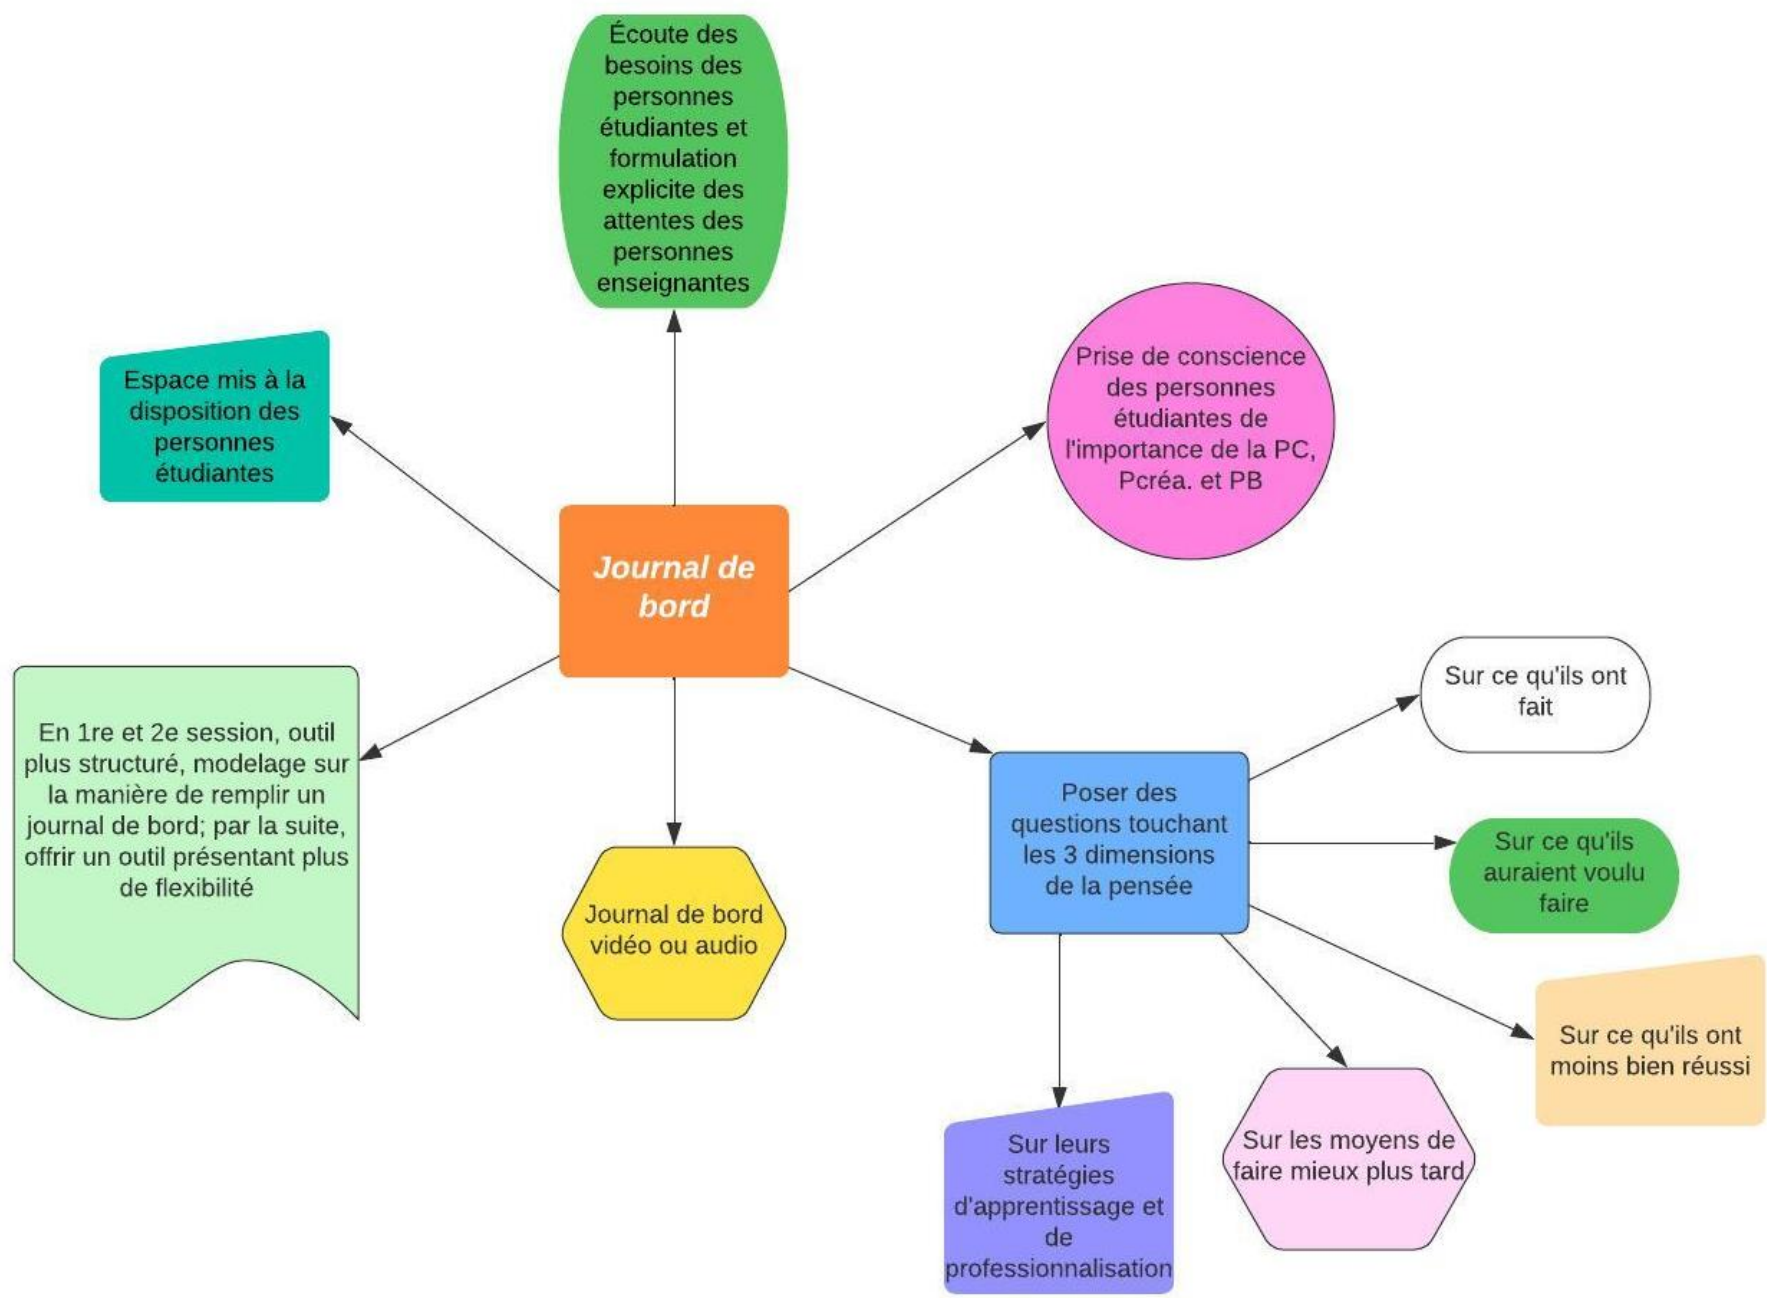 Écoute des
besoins des
personnes
étudiantes et
formulation
explicite des
attentes des
personnes
enseignantes
Espace mis à la
disposition des
personnes
étudiantes
Prise de conscience
des personnes
étudiantes de
l'importance de la PC,
Pcréa. et PB
Journal de
bord
En 1re et 2e session, outil
plus structuré, modelage sur
la manière de remplir un
journal de bord; par la suite,
offrir un outil présentant plus
de flexibilité
Journal de bord
vidéo ou audio
Poser des
questions touchant
les 3 dimensions
de la pensée
Sur ce qu'ils ont
fait
Sur ce qu'ils
auraient voulu
faire
Sur ce qu'ils ont
moins bien réussi
Sur les moyens de
faire mieux plus tard
Sur leurs
stratégies
d'apprentissage et
de
professionnalisation